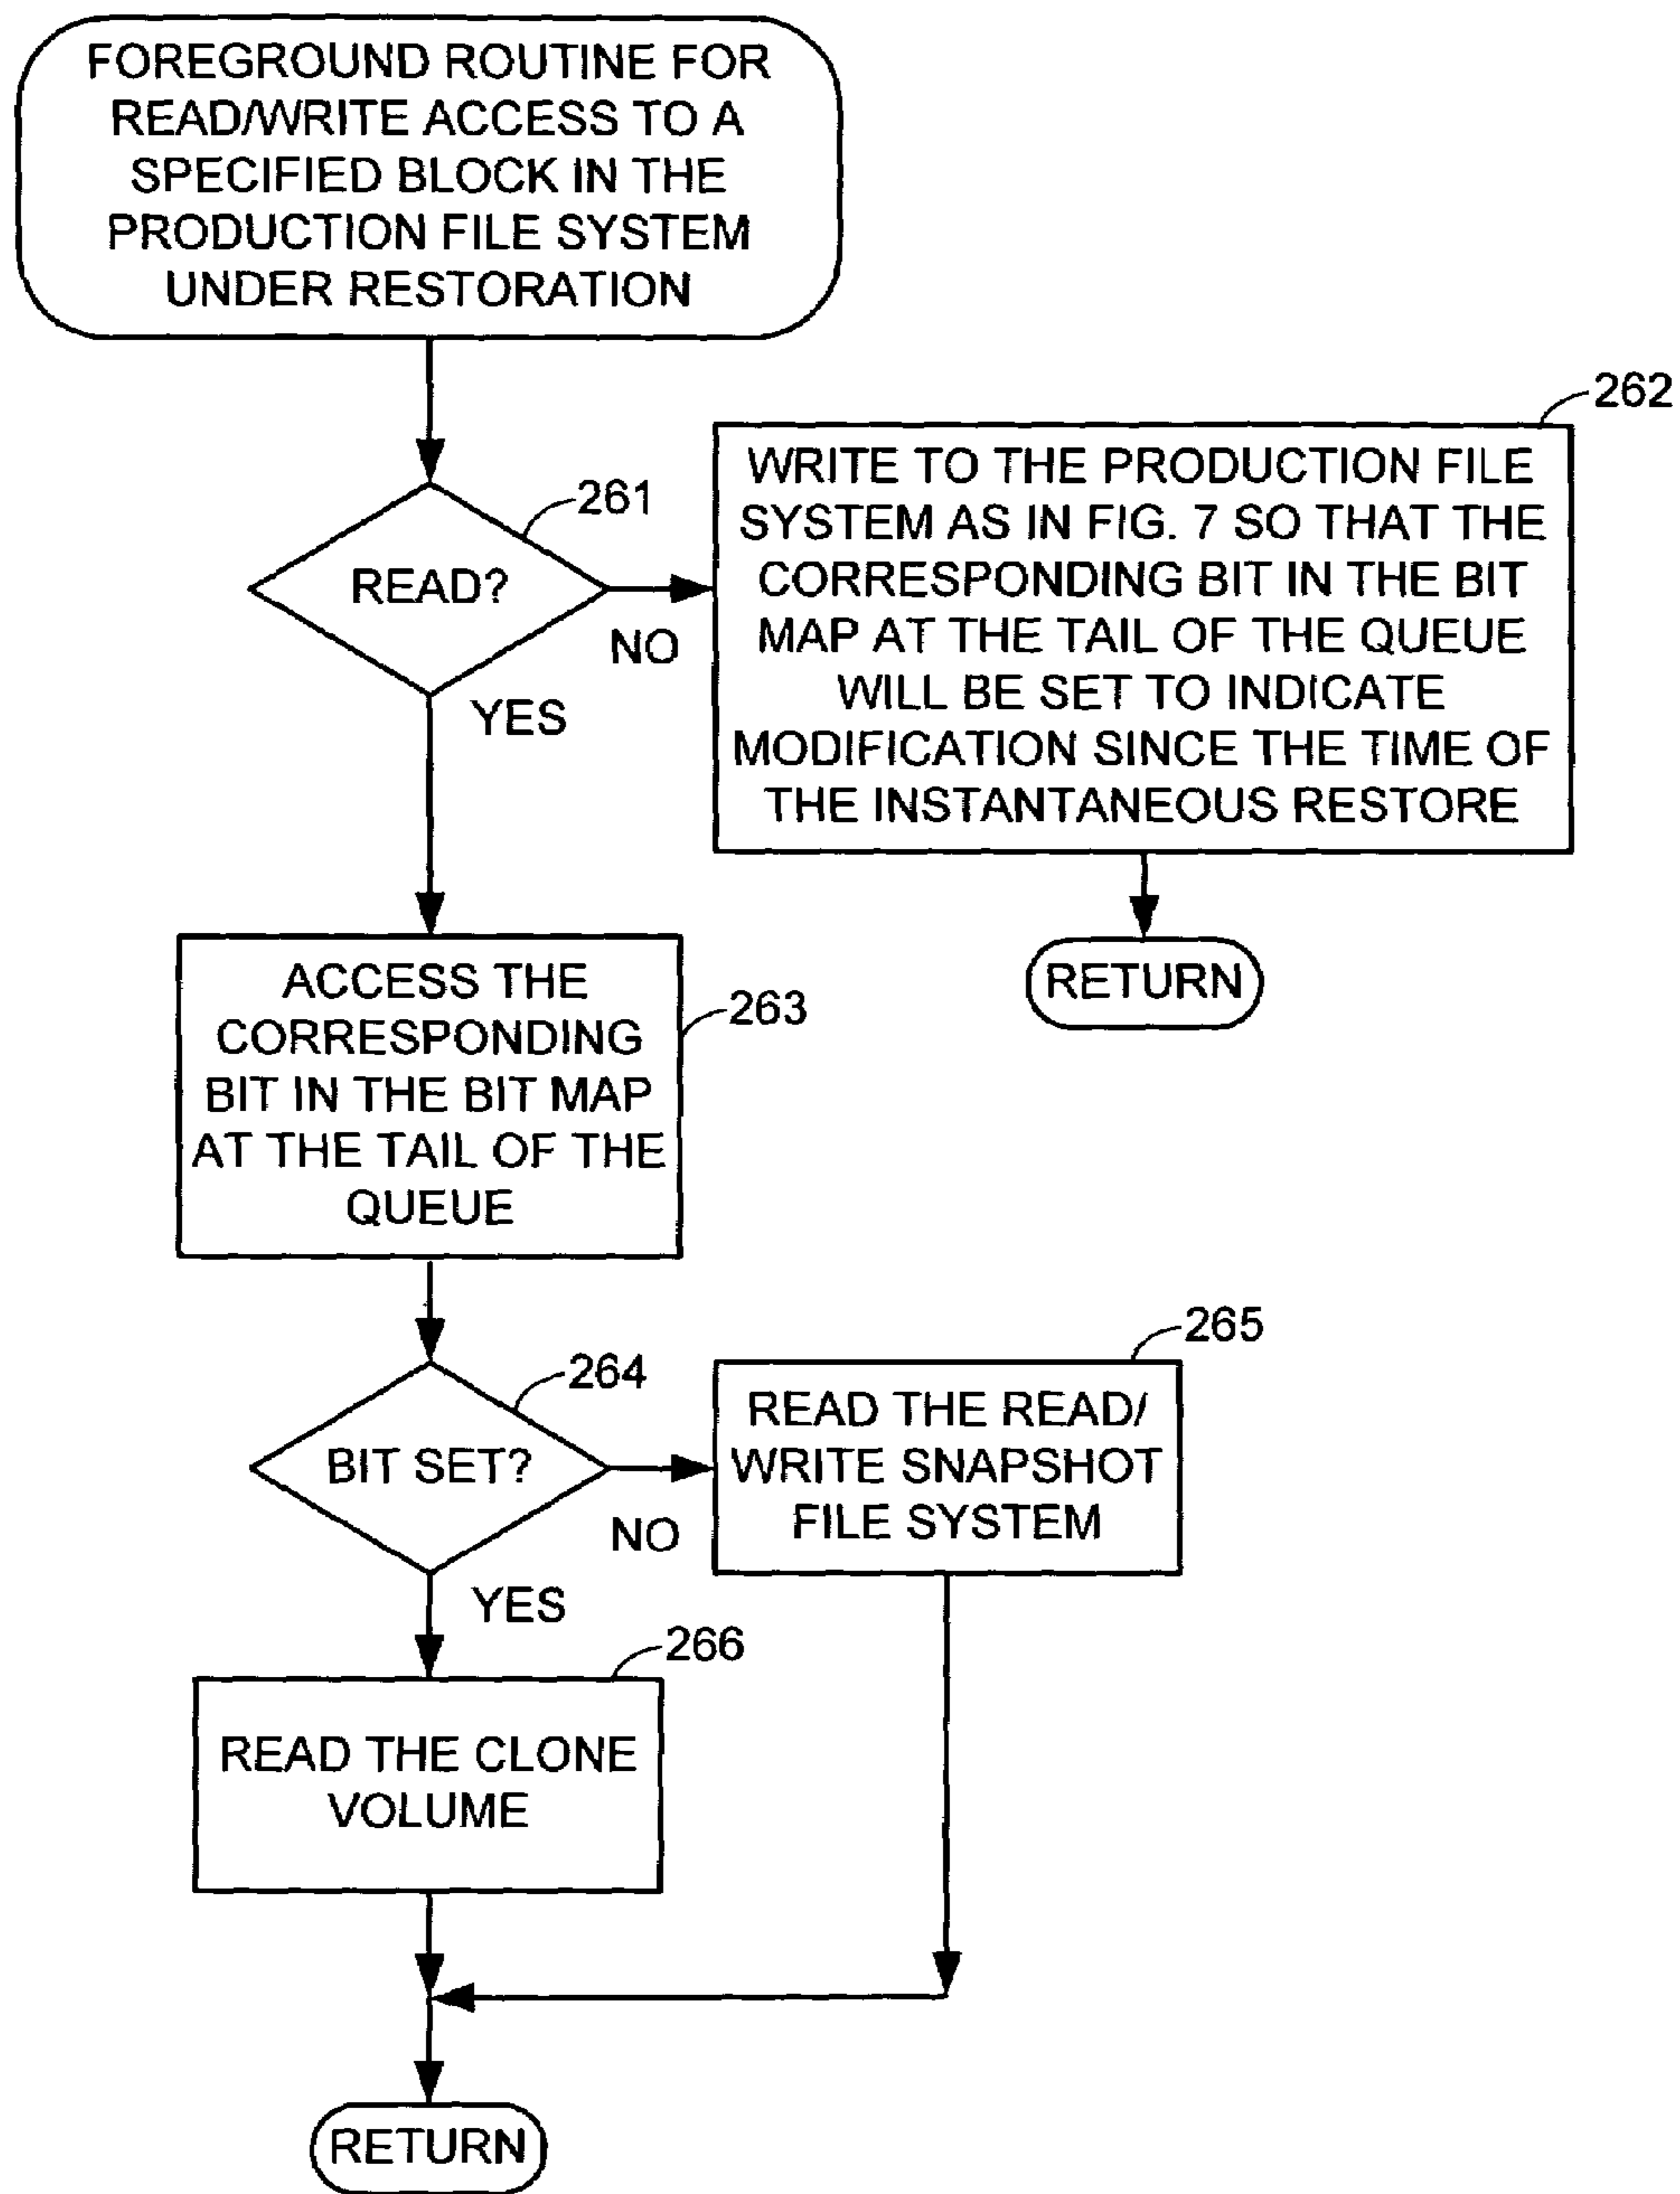 FOREGROUND ROUTINE FOR
READ/WRITE ACCESS TO A
SPECIFIED BLOCK IN THE
PRODUCTION FILE SYSTEM
UNDER RESTORATION
261
READ?
NO
YES
262
WRITE TO THE PRODUCTION FILE
SYSTEM AS IN FIG. 7 SO THAT THE
CORRESPONDING BIT IN THE BIT
MAP AT THE TAIL OF THE QUEUE
WILL BE SET TO INDICATE
MODIFICATION SINCE THE TIME OF
THE INSTANTANEOUS RESTORE
RETURN
263
ACCESS THE
CORRESPONDING
BIT IN THE BIT MAP
AT THE TAIL OF THE
QUEUE
264
BIT SET?
NO
YES
265
READ THE READ/
WRITE SNAPSHOT
FILE SYSTEM
266
READ THE CLONE
VOLUME
RETURN